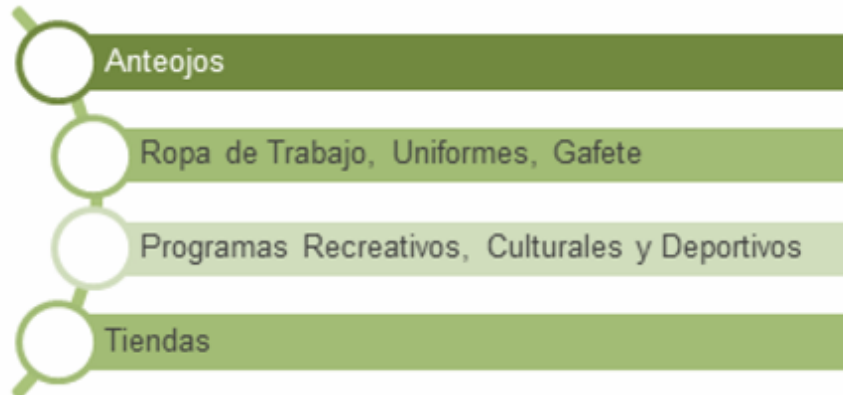 Anteojos
Ropa de Trabajo, Uniformes, Gafete
Programas Recreativos, Culturales y Deportivos
Tiendas